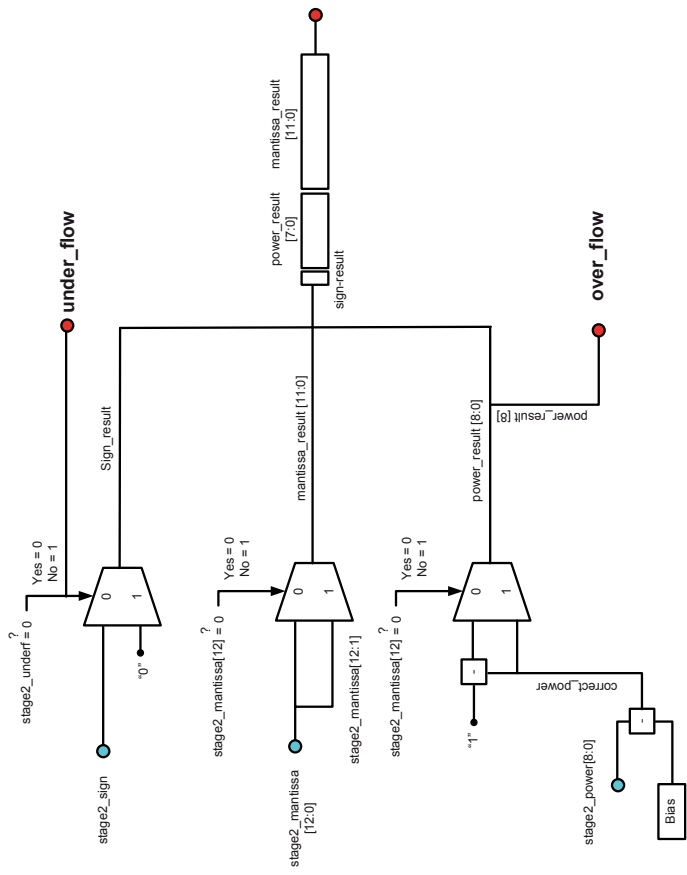 stage2_underf = 0
?
Yes = 0
No = 1
under_flow
stage2_sign
0
1
"0"
Sign_result
stage2_mantissa[12] = 0
?
Yes = 0
No = 1
stage2_mantissa
[12:0]
0
1
stage2_mantissa[12:1]
mantissa_result [11:0]
sign-result
power_result
[7:0]
mantissa_result
[11:0]
stage2_mantissa[12] = 0
?
Yes = 0
No = 1
"1"
-
0
1
power_result [8:0]
power_result [8]
over_flow
correct_power
stage2_power[8:0]
-
Bias